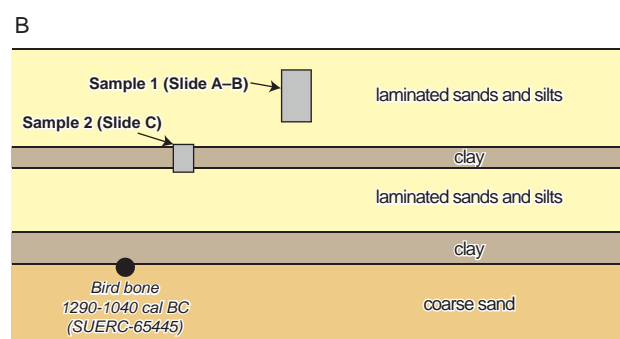 B
Sample 1 (Slide A–B)
laminated sands and silts
Sample 2 (Slide C)
clay
laminated sands and silts
clay
Bird bone
1290-1040 cal BC
(SUERC-65445)
coarse sand